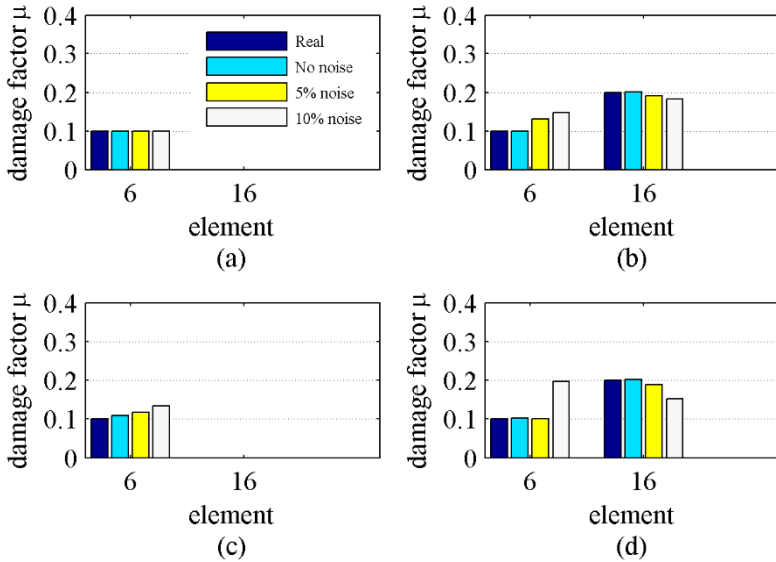 damage factor μ
0.4
0.3
0.2
0.1
0
Real
No noise
5% noise
10% noise
6
16
element
(a)
damage factor μ
0.4
0.3
0.2
0.1
0
6
16
element
(b)
damage factor μ
0.4
0.3
0.2
0.1
0
6
16
element
(c)
damage factor μ
0.4
0.3
0.2
0.1
0
6
16
element
(d)